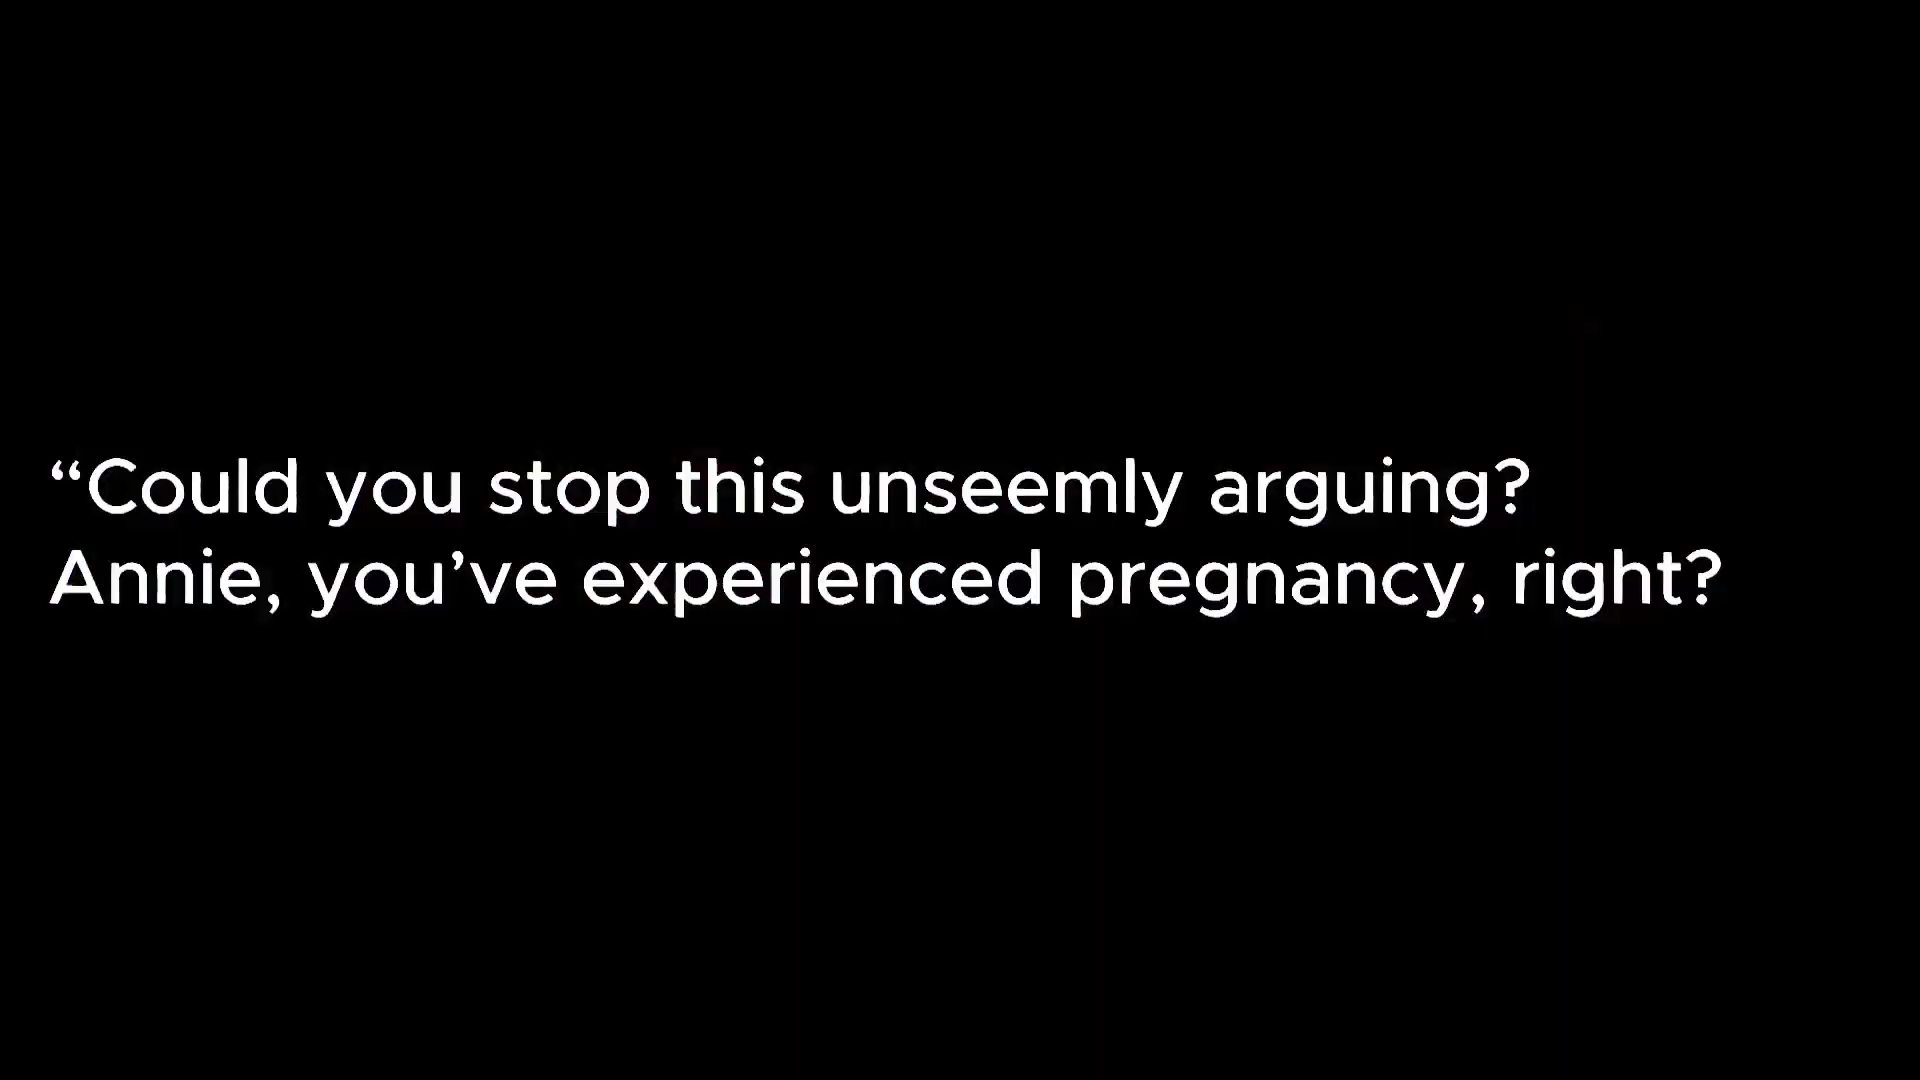 “Could you stop this unseemly arguing?
Annie, you’ve experienced pregnancy, right?